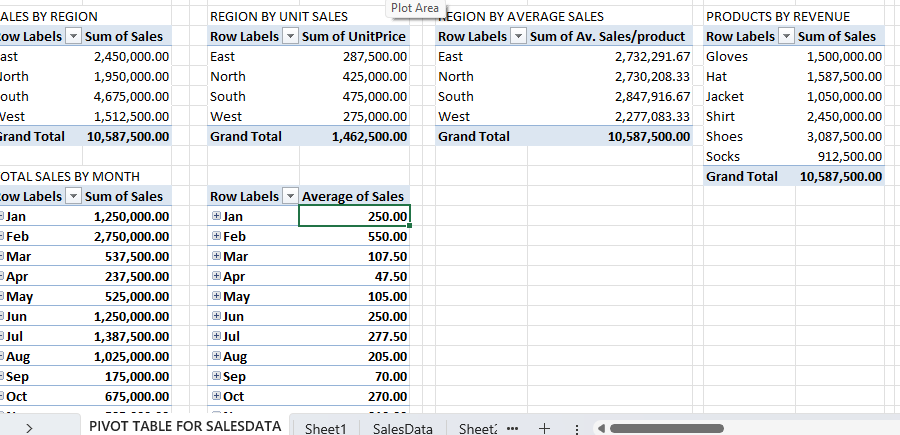 Plot Area
ALES BY REGION REGION BY UNIT SALES EGION BY AVERAGE SALES PRODUCTS BY REVENUE
ow Labels Sum of Sales Row Labels Sum of UnitPrice Row Labels Sum of Av. Sales/product Row Labels Sum of Sales
ast 2,450,000.00 East 287,500.00 East 2,732,291.67 Gloves 1,500,000.00
orth 1,950,000.00 North 425,000.00 North 2,730,208.33 Hat 1,587,500.00
outh 4,675,000.00 South 475,000.00 South 2,847,916.67 Jacket 1,050,000.00
West 1,512,500.00 West 275,000.00 West 2,277,083.33 Shirt 2,450,000.00
Grand Total 10,587,500.00 Grand Total 1,462,500.00 Grand Total 10,587,500.00 Shoes 3,087,500.00
Socks 912,500.00
OTAL SALES BY MONTH Grand Total 10,587,500.00
ow Labels Sum of Sales Row Labels Average of Sales
Jan 1,250,000.00 Jan 250.00
Feb 2,750,000.00 Feb 550.00
Mar 537,500.00 Mar 107.50
Apr 237,500.00 Apr 47.50
May 525,000.00 May 105.00
Jun 1,250,000.00 Jun 250.00
Jul 1,387,500.00 Jul 277.50
Aug 1,025,000.00 Aug 205.00
Sep 175,000.00 Sep 70.00
Oct 675,000.00 Oct 270.00
PIVOT TABLE FOR SALESDATA Sheet1 SalesData Sheet2